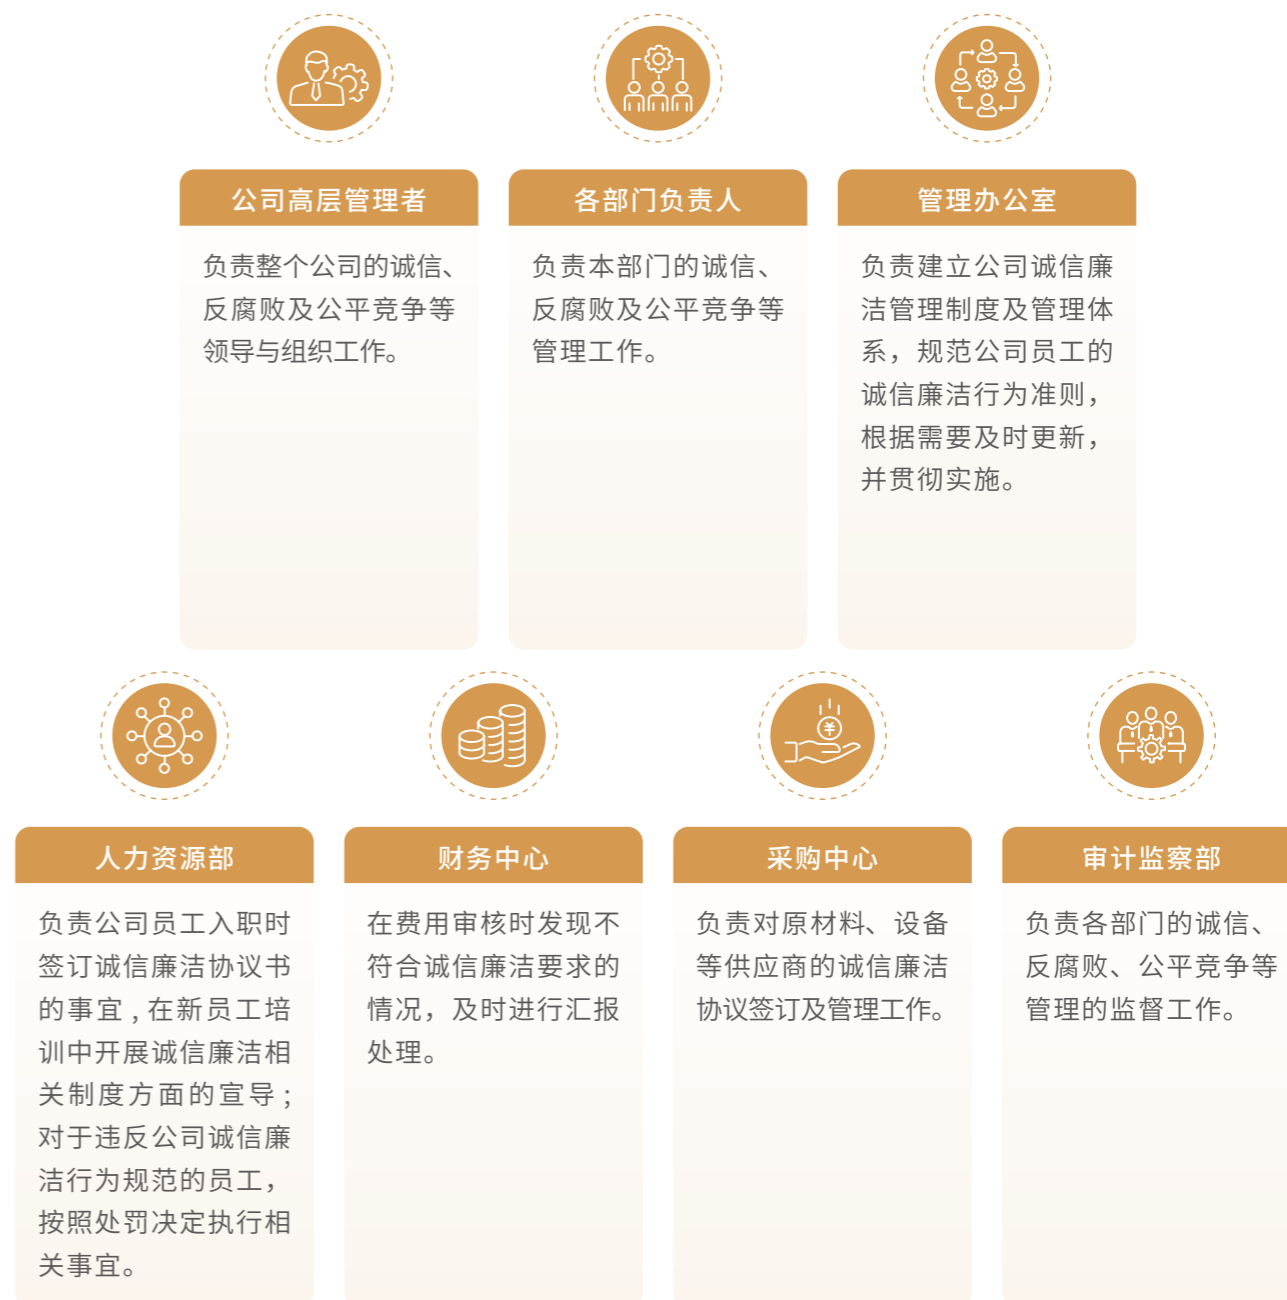 公司高层管理者
负责整个公司的诚信、
反腐败及公平竞争等
领导与组织工作。
各部门负责人
负责本部门的诚信、
反腐败及公平竞争等
管理工作。
管理办公室
负责建立公司诚信廉
洁管理制度及管理体
系，规范公司员工的
诚信廉洁行为准则，
根据需要及时更新，
并贯彻实施。
人力资源部
负责公司员工入职时
签订诚信廉洁协议书
的事宜 , 在新员工培
训中开展诚信廉洁相
关制度方面的宣导 ;
对于违反公司诚信廉
洁行为规范的员工，
按照处罚决定执行相
关事宜。
财务中心
在费用审核时发现不
符合诚信廉洁要求的
情况，及时进行汇报
处理。
采购中心
负责对原材料、设备
等供应商的诚信廉洁
协议签订及管理工作。
审计监察部
负责各部门的诚信、
反腐败、公平竞争等
管理的监督工作。